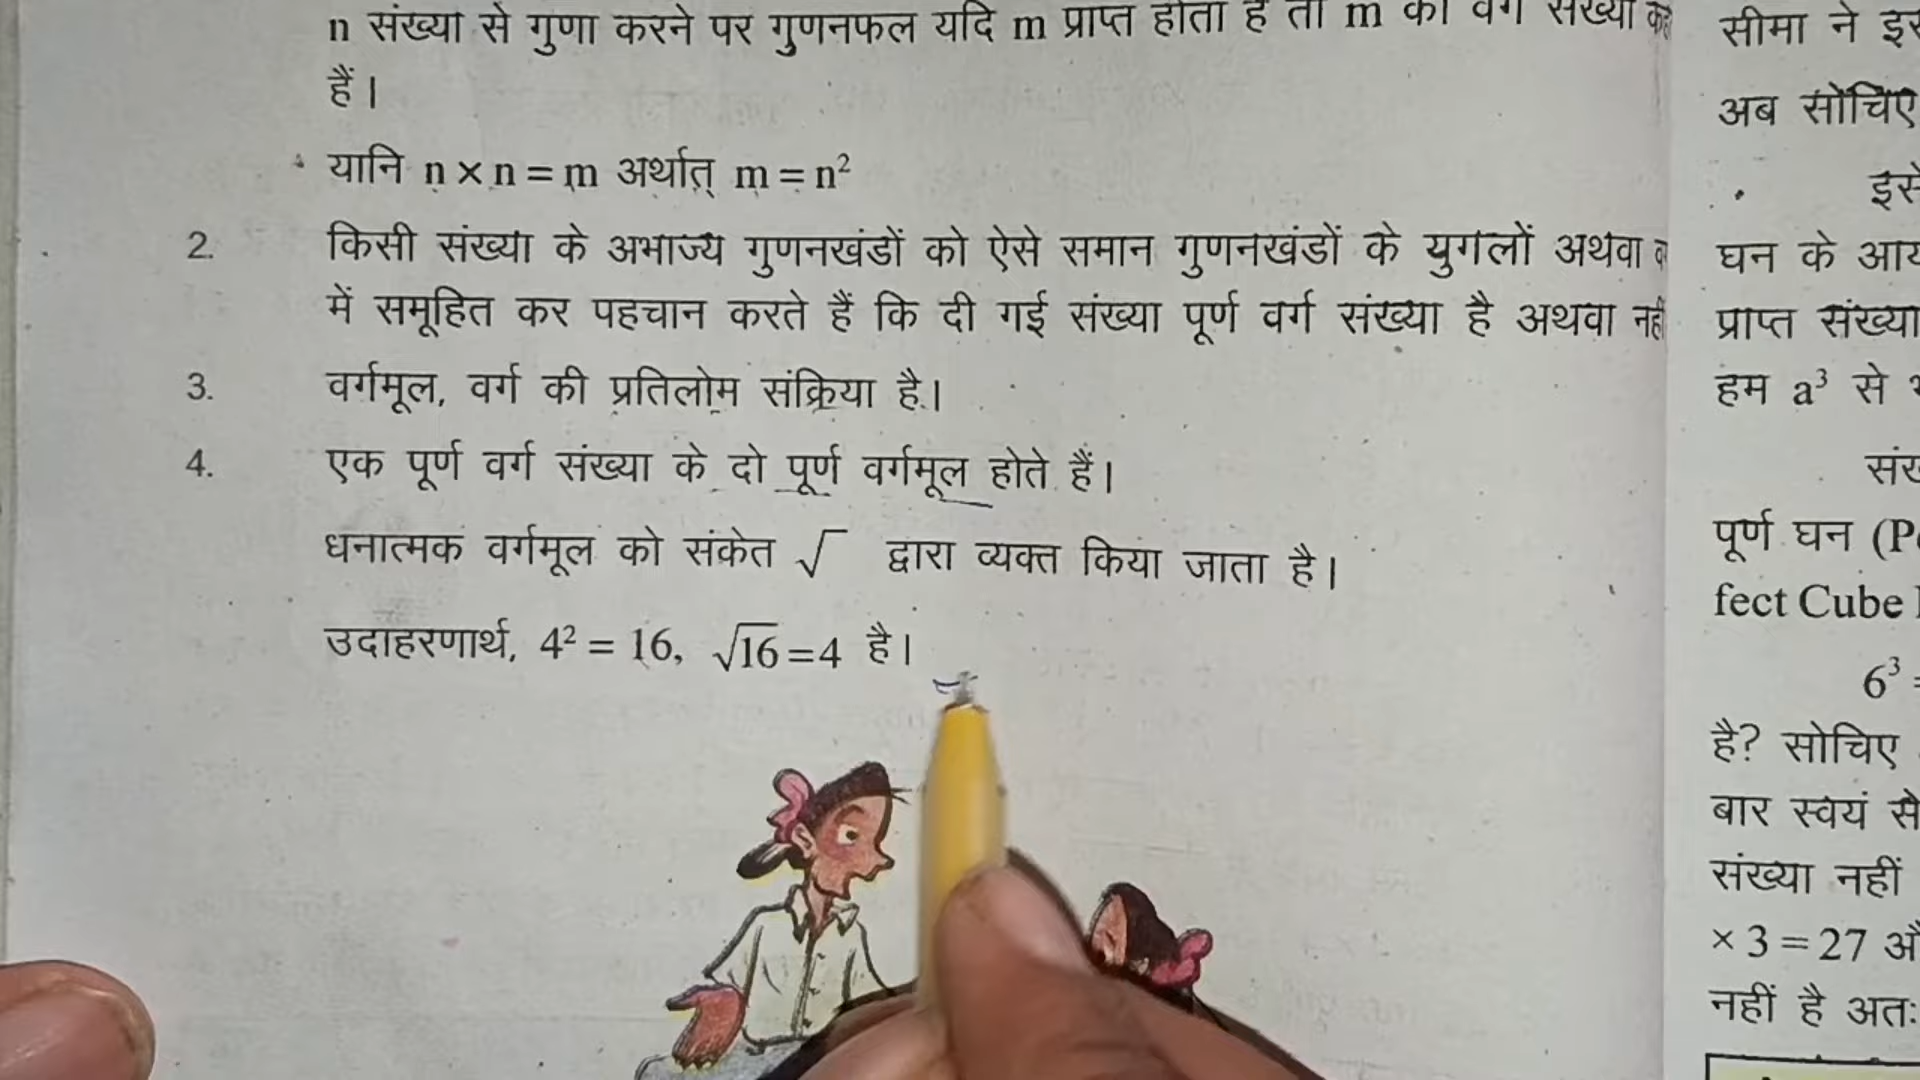 n संख्या से गुणा करने पर गुणनफल यदि m प्राप्त होता है तो m को वर्ग संख्या
हैं।
यानि n × n = m अर्थात् m = n²
2. किसी संख्या के अभाज्य गुणनखंडों को ऐसे समान गुणनखंडों के युगलों अथवा
में समूहित कर पहचान करते हैं कि दी गई संख्या पूर्ण वर्ग संख्या है अथवा नहीं
3. वर्गमूल, वर्ग की प्रतिलोम संक्रिया है।
4. एक पूर्ण वर्ग संख्या के दो पूर्ण वर्गमूल होते हैं।
धनात्मक वर्गमूल को संकेत √ द्वारा व्यक्त किया जाता है।
उदाहरणार्थ, 4² = 16, √16 = 4 है।
सीमा ने
अब सोचिए
घन के
प्राप्त संख्या
हम a³ से
पूर्ण घन
fect Cube
6³ =
है? सोचिए
बार स्वयं से
संख्या नहीं
× 3 = 27
नहीं है अतः